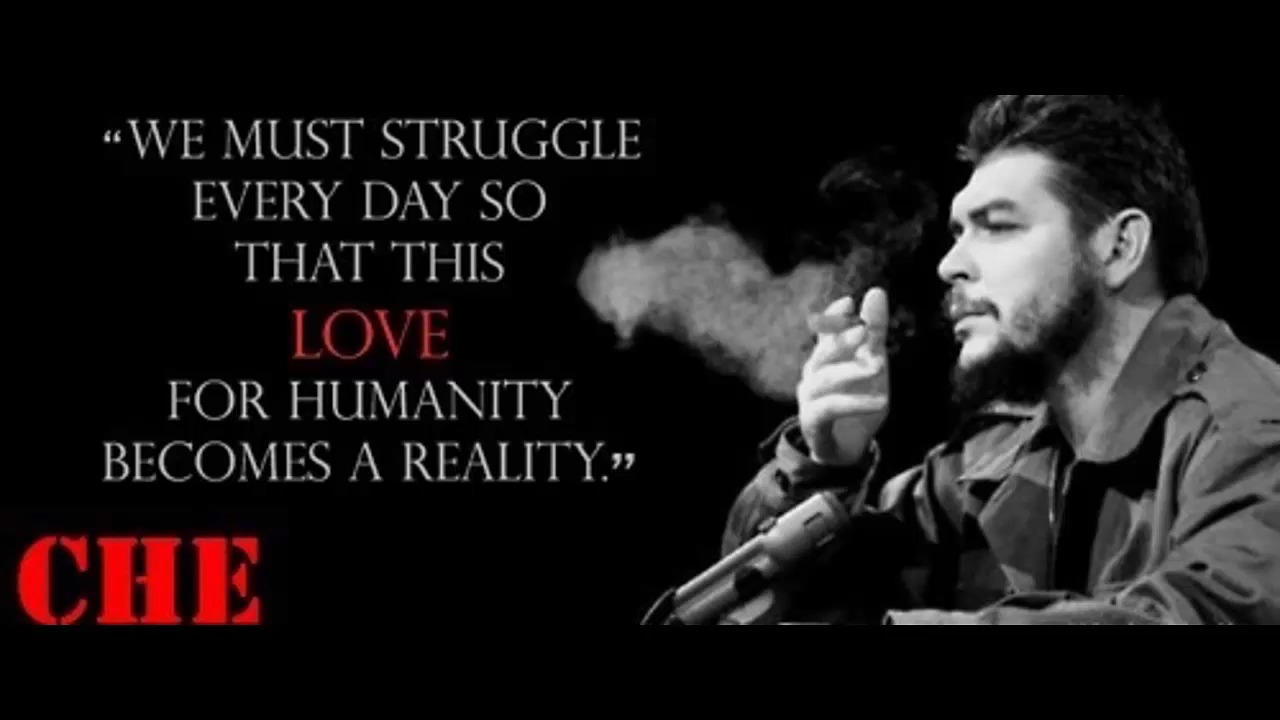 “WE MUST STRUGGLE
EVERY DAY SO
THAT THIS
LOVE
FOR HUMANITY
BECOMES A REALITY.”
CHE